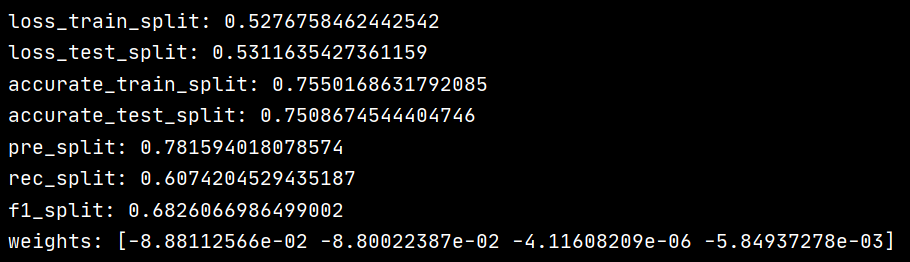 loss_train_split: 0.5276758462442542
loss_test_split: 0.5311635427361159
accurate_train_split: 0.7550168631792085
accurate_test_split: 0.7508674544404746
pre_split: 0.781594018078574
rec_split: 0.6074204529435187
f1_split: 0.6826066986499002
weights: [-8.88112566e-02 -8.80022387e-02 -4.11608209e-06 -5.84937278e-03]